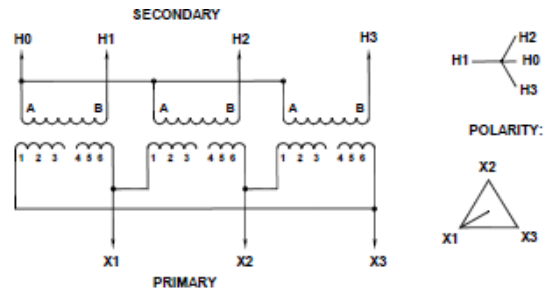 SECONDARY
H0 H1 H2 H3
A B A B A B
1 2 3 4 5 6 1 2 3 4 5 6 1 2 3 4 5 6
X1 X2 X3
PRIMARY
H2
H1 H0
H3
POLARITY:
X2
X1 X3